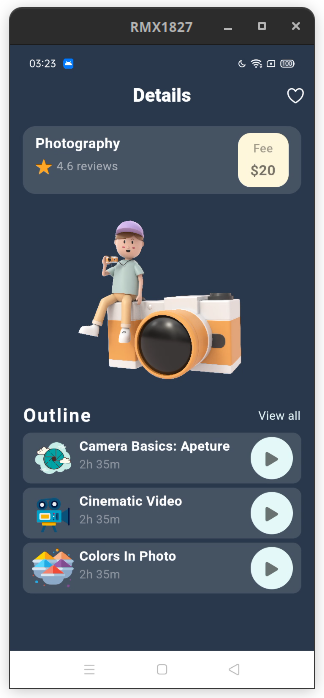 RMX1827
03:23
100
Details
Photography
4.6 reviews
Fee
$20
Outline
View all
Camera Basics: Apeture
2h 35m
Cinematic Video
2h 35m
Colors In Photo
2h 35m